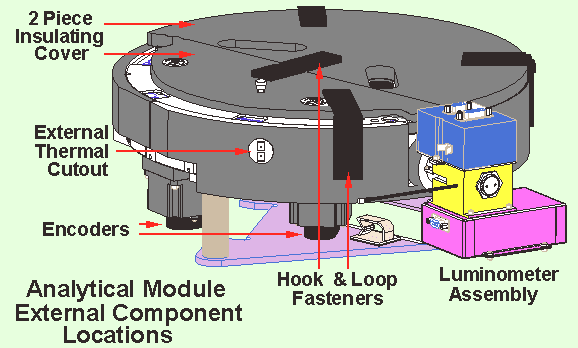 2 Piece
Insulating
Cover
External
Thermal
Cutout
Encoders
Hook & Loop
Fasteners
Luminometer
Assembly
Analytical Module
External Component
Locations